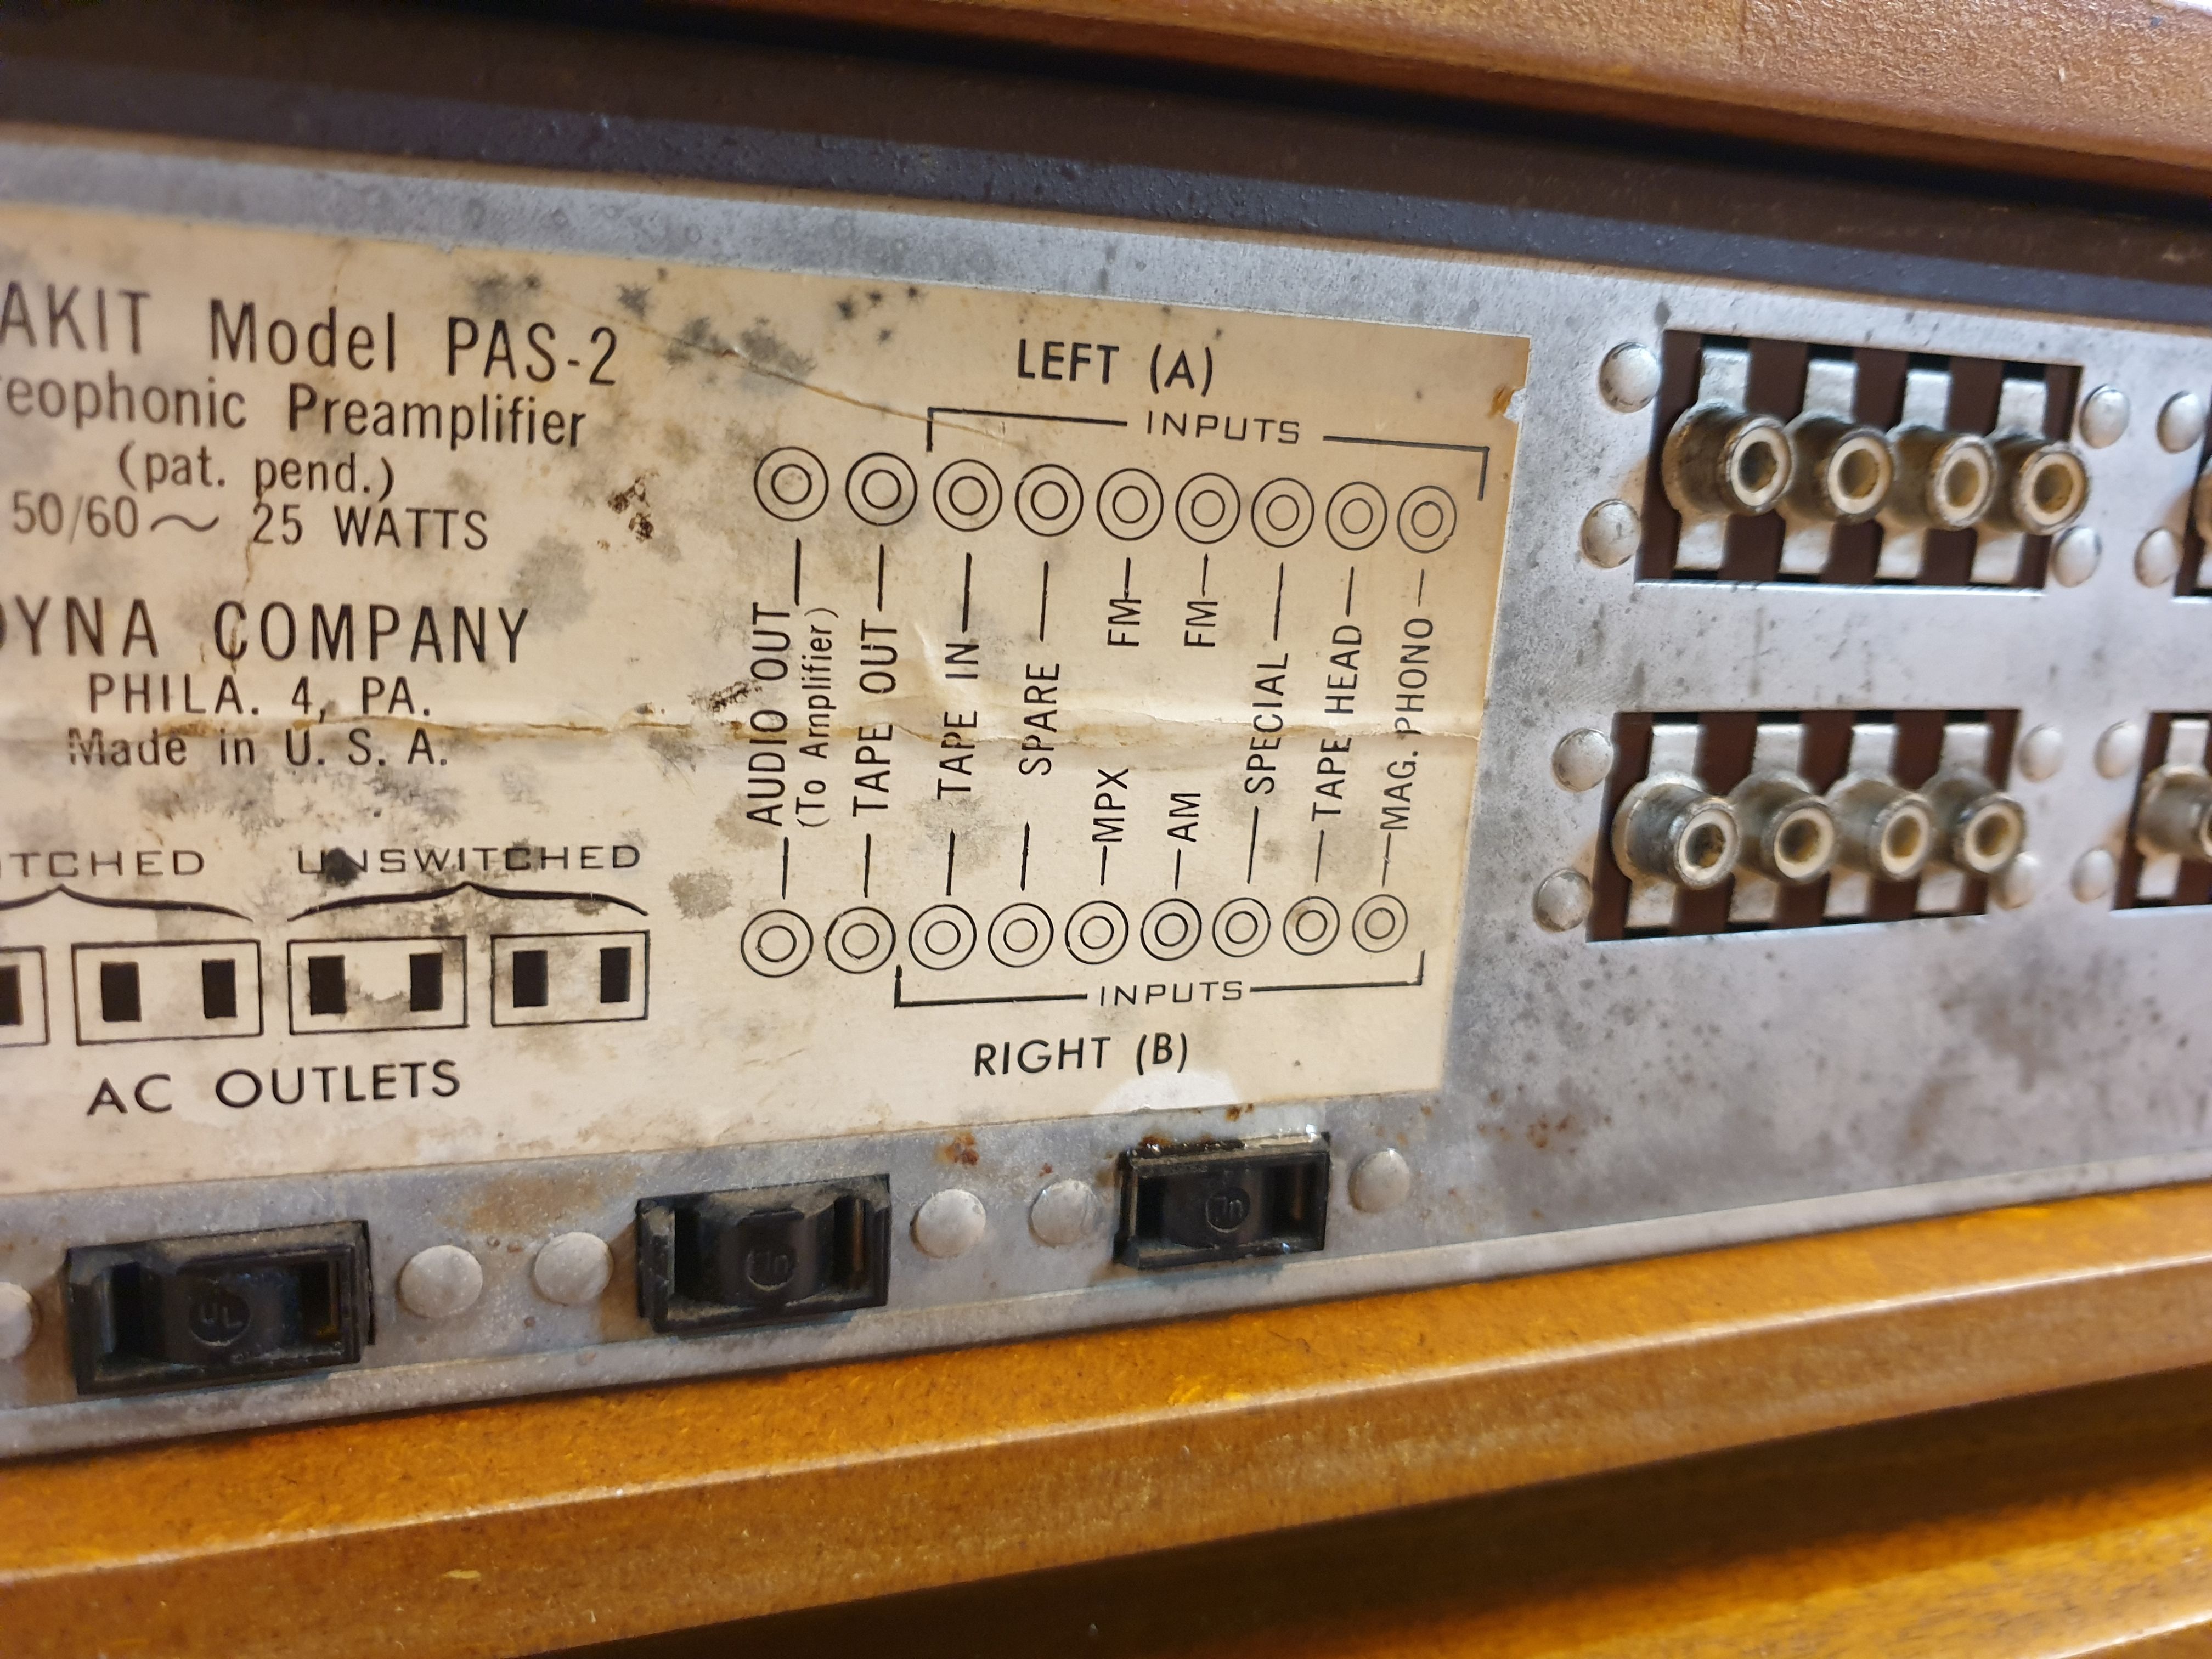 AKIT Model PAS-2
eophonic Preamplifier
(pat. pend.)
50/60~ 25 WATTS
DYNA COMPANY
PHILA. 4, PA.
Made in U. S. A.
TCHED UNSWITCHED
AC OUTLETS
LEFT (A)
INPUTS
AUDIO OUT
(To Amplifier)
TAPE OUT
TAPE IN
SPARE
FM
MPX
FM
AM
SPECIAL
TAPE HEAD
MAG. PHONO
INPUTS
RIGHT (B)
UL